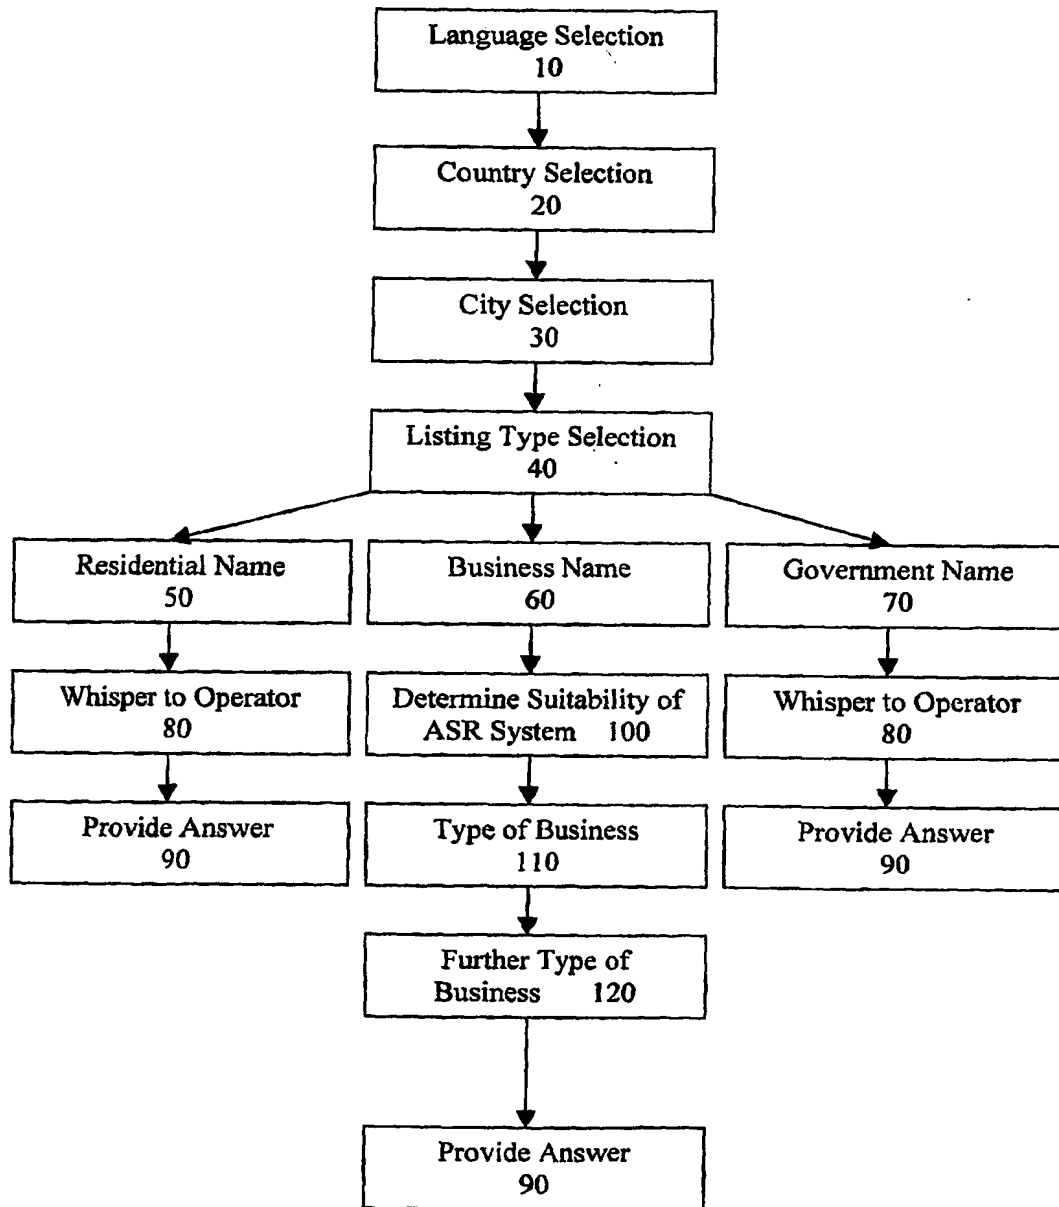 Language Selection
10
Country Selection
20
City Selection
30
Listing Type Selection
40
Residential Name
50
Business Name
60
Government Name
70
Whisper to Operator
80
Determine Suitability of
ASR System 100
Whisper to Operator
80
Provide Answer
90
Type of Business
110
Provide Answer
90
Further Type of
Business 120
Provide Answer
90